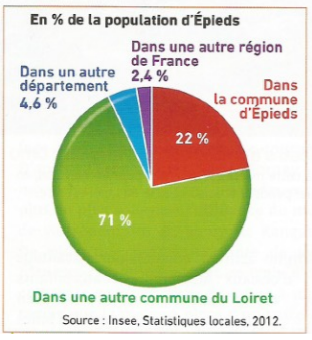 En % de la population d'Épieds
Dans une autre région
de France
2,4 %
Dans un autre
département
4,6 %
Dans
la commune
d'Épieds
22 %
71 %
Dans une autre commune du Loiret
Source : Insee, Statistiques locales, 2012.